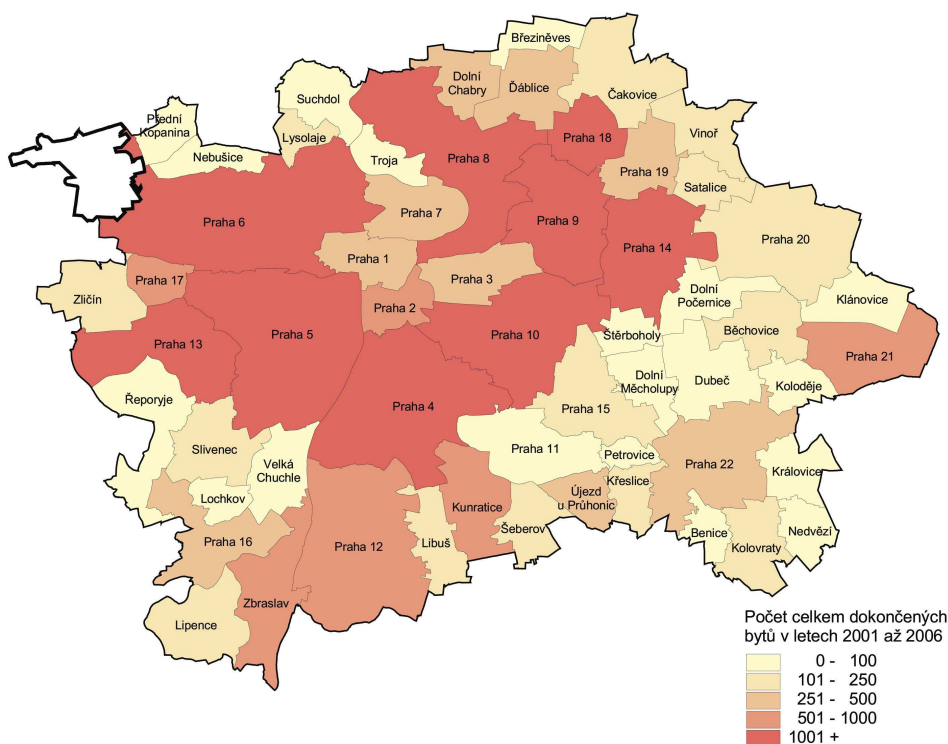 Březiněves
Dolní
Chabry
Ďáblice
Čakovice
Suchdol
Přední
Kopanina
Lysolaje
Nebušice
Troja
Praha 8
Praha 18
Vinoř
Praha 19
Satalice
Praha 6
Praha 7
Praha 9
Praha 14
Praha 20
Praha 1
Praha 3
Praha 17
Zličín
Praha 2
Dolní
Počernice
Klánovice
Praha 13
Praha 5
Praha 10
Štěrboholy
Běchovice
Praha 21
Řeporyje
Praha 4
Dolní
Měcholupy
Dubeč
Koloděje
Praha 15
Slivenec
Velká
Chuchle
Praha 11
Petrovice
Praha 22
Královice
Lochkov
Kunratice
Újezd
u Průhonic
Křeslice
Praha 16
Praha 12
Libuš
Šeberov
Benice
Kolovraty
Nedvězí
Zbraslav
Lipence
Počet celkem dokončených
bytů v letech 2001 až 2006
0 - 100
101 - 250
251 - 500
501 - 1000
1001 +